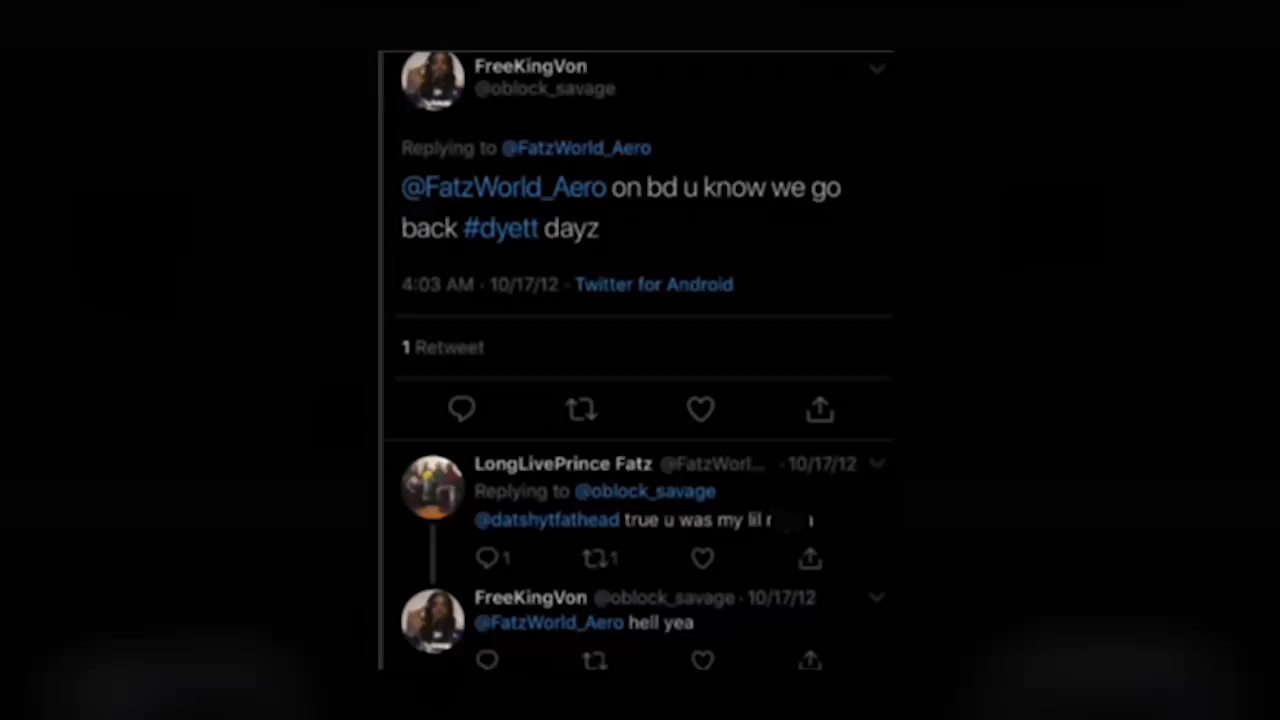 FreeKingVon
@oblock_savage
Replying to @FatzWorld_Aero
@FatzWorld_Aero on bd u know we go
back #dyett dayz
4:03 AM · 10/17/12 · Twitter for Android
1 Retweet
LongLivePrince Fatz @FatzWorl... · 10/17/12
Replying to @oblock_savage
@datshytfathead true u was my lil
1 1
FreeKingVon @oblock_savage · 10/17/12
@FatzWorld_Aero hell yea